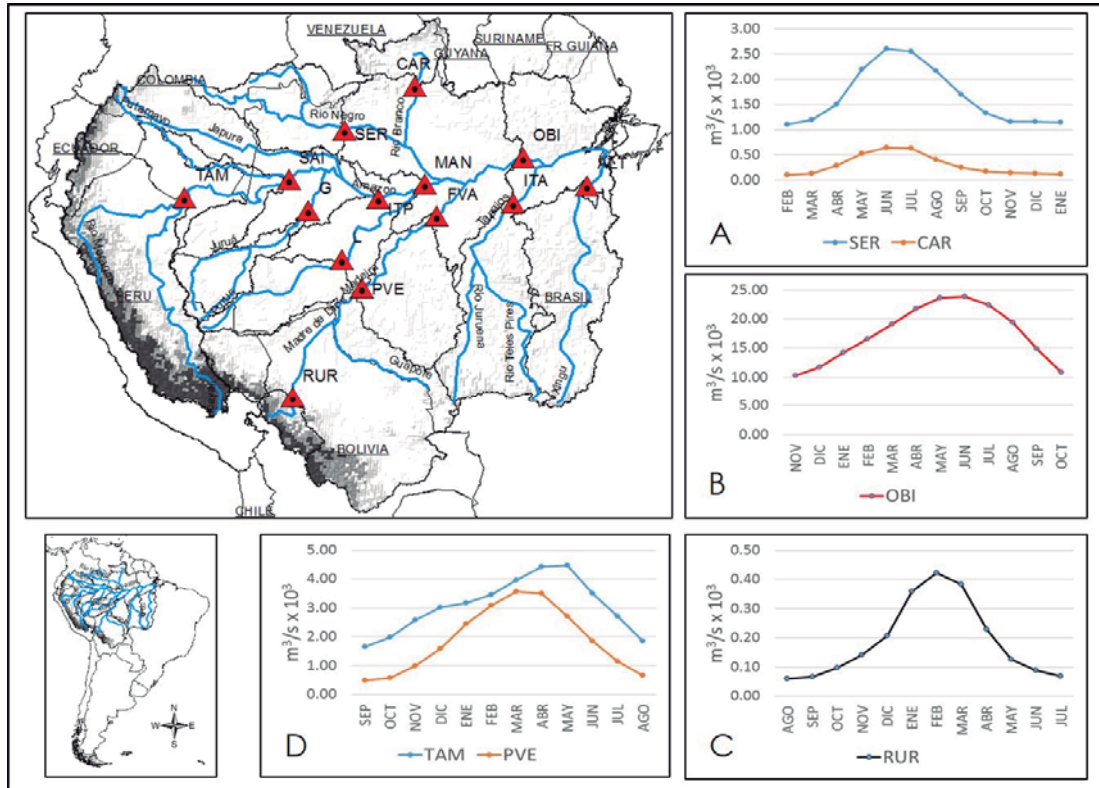 VENEZUELA
SURINAME
FR GUIANA
GUYANA
CAR
COLOMBIA
Putamayo
Rio Negro
SER
Rio Branco
Japura
OBI
ECUADOR
SAI
MAN
TAM
G
Amazon
ITP
FVA
ITA
Tapajos
Jurua
L
PERU
PVE
BRASIL
Madre de Dios
Rio Juruena
Rio Teles Pires
Xingu
Guapore
RUR
BOLIVIA
CHILE
m³/s x 10³
3.00
2.50
2.00
1.50
1.00
0.50
0.00
FEB MAR ABR MAY JUN JUL AGO SEP OCT NOV DIC ENE
A
SER CAR
m³/s x 10³
25.00
20.00
15.00
10.00
5.00
0.00
NOV DIC ENE FEB MAR ABR MAY JUN JUL AGO SEP OCT
B
OBI
N
W E
S
m³/s x 10³
5.00
4.00
3.00
2.00
1.00
0.00
SEP OCT NOV DIC ENE FEB MAR ABR MAY JUN JUL AGO
D
TAM PVE
m³/s x 10³
0.50
0.40
0.30
0.20
0.10
0.00
AGO SEP OCT NOV DIC ENE FEB MAR ABR MAY JUN JUL
C
RUR